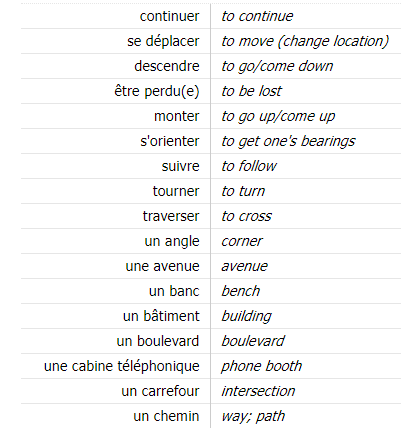 continuer to continue
se déplacer to move (change location)
descendre to go/come down
être perdu(e) to be lost
monter to go up/come up
s'orienter to get one's bearings
suivre to follow
tourner to turn
traverser to cross
un angle corner
une avenue avenue
un banc bench
un bâtiment building
un boulevard boulevard
une cabine téléphonique phone booth
un carrefour intersection
un chemin way; path